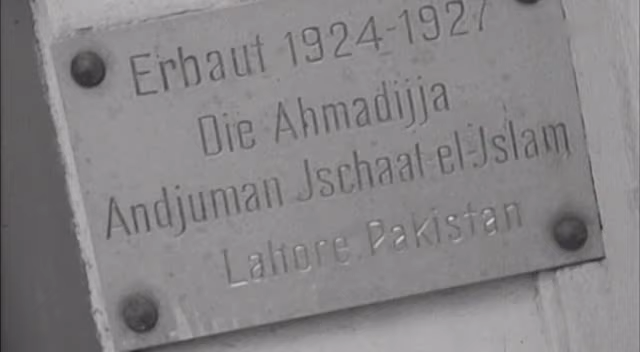 Erbaut 1924-1927
Die Ahmadijja
Andjuman Jschaat-el-Jslam
Lahore Pakistan